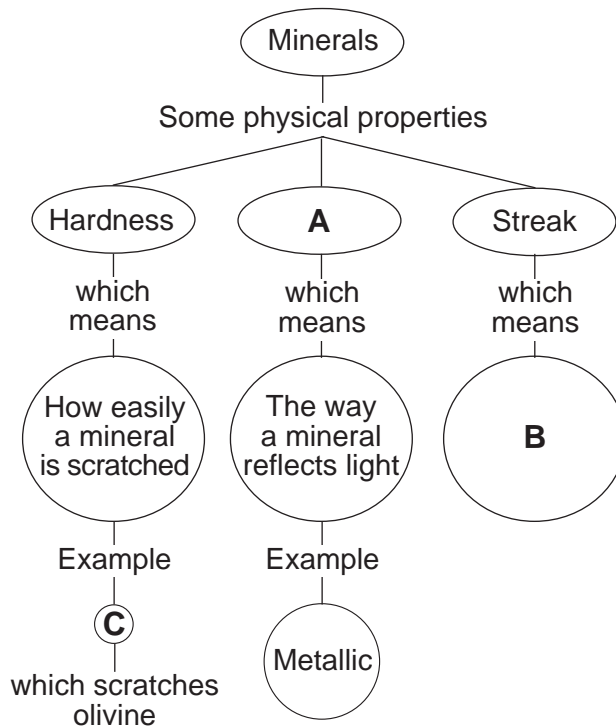 Minerals
Some physical properties
Hardness
A
Streak
which
means
which
means
which
means
How easily
a mineral
is scratched
The way
a mineral
reflects light
B
Example
Example
C
Metallic
which scratches
olivine